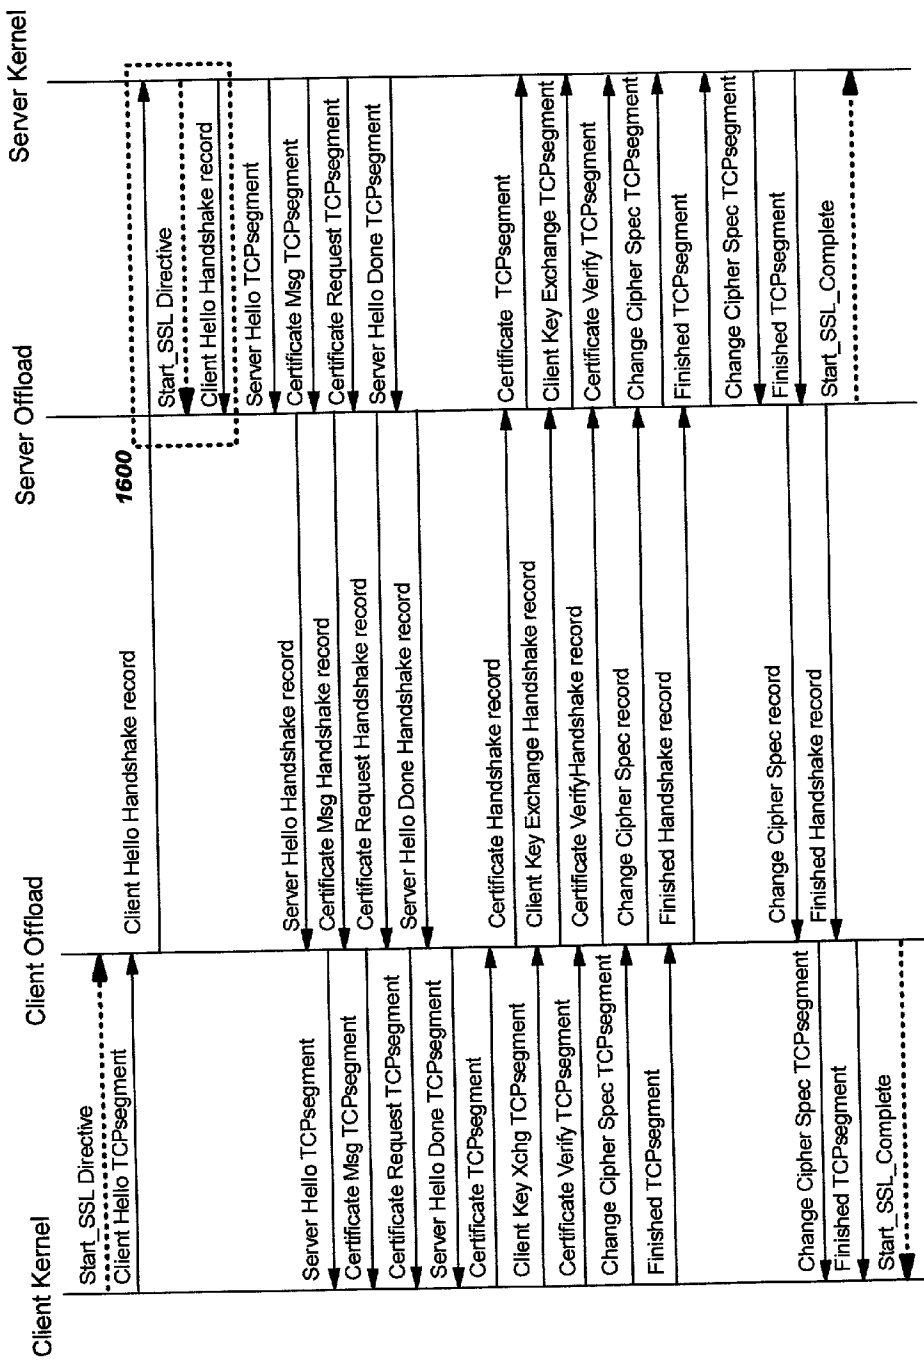 Client Kernel
Client Offload
Server Offload
Server Kernel
Start_SSL Directive
Client Hello TCPsegment
Client Hello Handshake record
1600
Start_SSL Directive
Client Hello Handshake record
Server Hello TCPsegment
Certificate Msg TCPsegment
Certificate Request TCPsegment
Server Hello Done TCPsegment
Server Hello Handshake record
Certificate Msg Handshake record
Certificate Request Handshake record
Server Hello Done Handshake record
Server Hello TCPsegment
Certificate Msg TCPsegment
Certificate Request TCPsegment
Server Hello Done TCPsegment
Certificate TCPsegment
Client Key Xchg TCPsegment
Certificate Verify TCPsegment
Change Cipher Spec TCPsegment
Finished TCPsegment
Certificate Handshake record
Client Key Exchange Handshake record
Certificate VerifyHandshake record
Change Cipher Spec record
Finished Handshake record
Certificate TCPsegment
Client Key Exchange TCPsegment
Certificate Verify TCPsegment
Change Cipher Spec TCPsegment
Finished TCPsegment
Change Cipher Spec TCPsegment
Finished TCPsegment
Start_SSL_Complete
Change Cipher Spec record
Finished Handshake record
Change Cipher Spec TCPsegment
Finished TCPsegment
Start_SSL_Complete